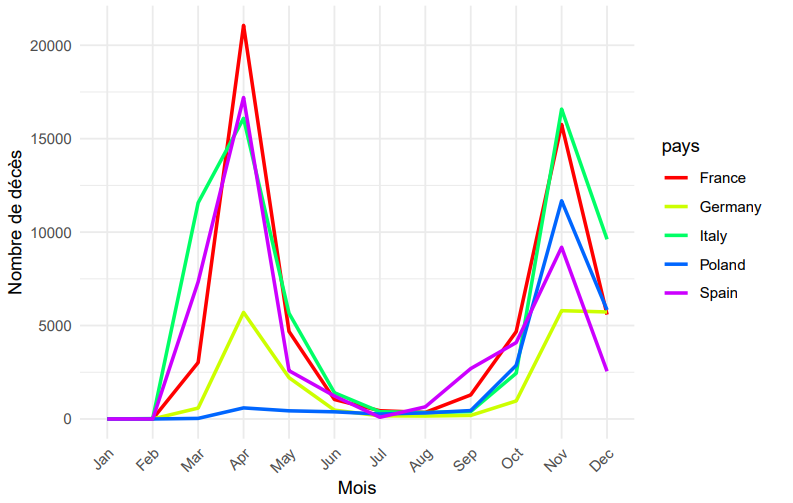 20000
15000
10000
5000
0
Nombre de décès
Jan Feb Mar Apr May Jun Jul Aug Sep Oct Nov Dec
Mois
pays
France
Germany
Italy
Poland
Spain